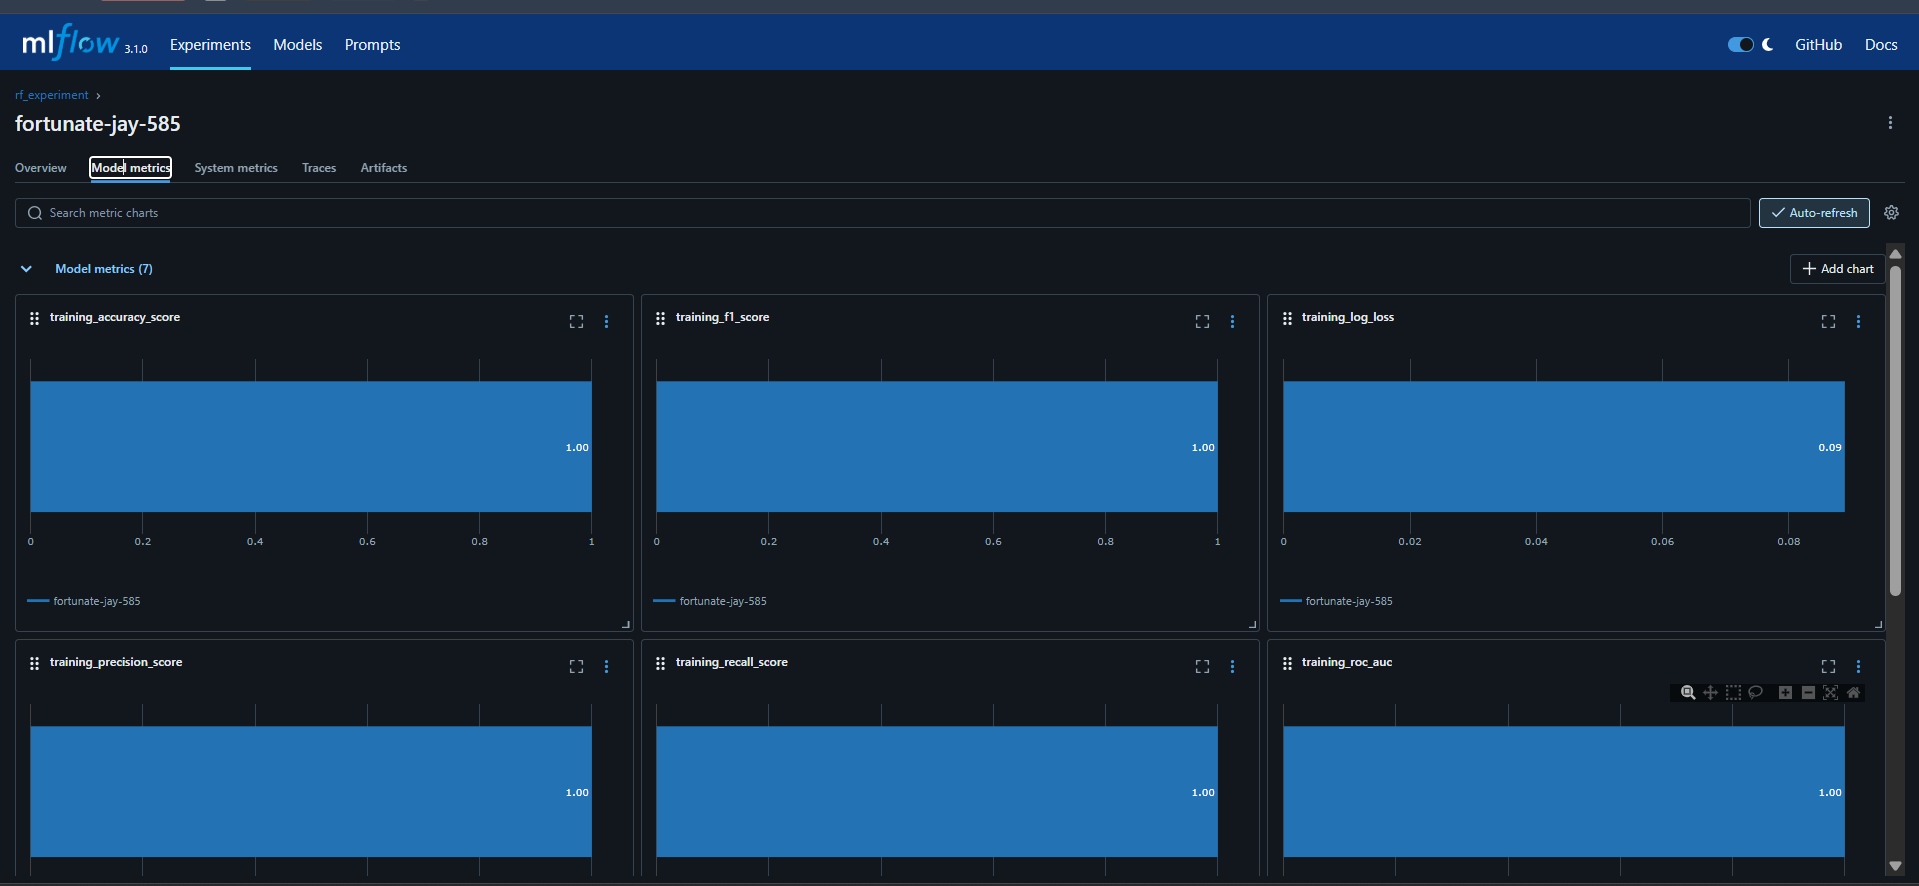 mlflow 3.1.0 Experiments Models Prompts GitHub Docs
rf_experiment
fortunate-jay-585
Overview Model metrics System metrics Traces Artifacts
Search metric charts Auto-refresh
Model metrics (7) Add chart
training_accuracy_score
1.00
0 0.2 0.4 0.6 0.8 1
fortunate-jay-585
training_f1_score
1.00
0 0.2 0.4 0.6 0.8 1
fortunate-jay-585
training_log_loss
0.09
0 0.02 0.04 0.06 0.08
fortunate-jay-585
training_precision_score
1.00
training_recall_score
1.00
training_roc_auc
1.00